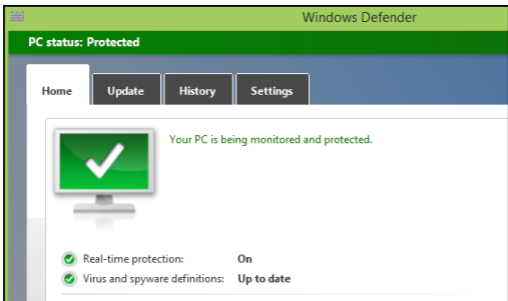 Windows Defender
PC status: Protected
Home Update History Settings
Your PC is being monitored and protected.
Real-time protection: On
Virus and spyware definitions: Up to date